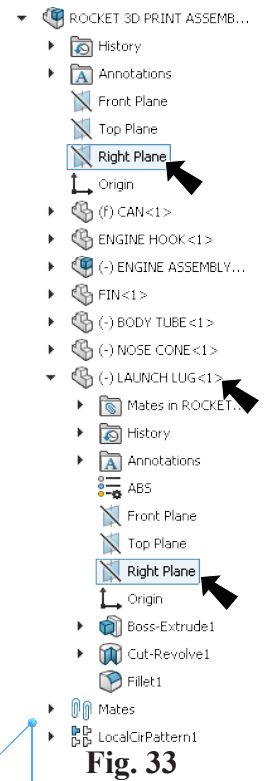 ROCKET 3D PRINT ASSEMB...
History
A Annotations
Front Plane
Top Plane
Right Plane
Origin
(f) CAN<1>
ENGINE HOOK<1>
(-) ENGINE ASSEMBLY...
FIN<1>
(-) BODY TUBE<1>
(-) NOSE CONE<1>
(-) LAUNCH LUG<1>
Mates in ROCKET...
History
A Annotations
ABS
Front Plane
Top Plane
Right Plane
Origin
Boss-Extrude1
Cut-Revolve1
Fillet1
Mates
LocalCirPattern1
Fig. 33